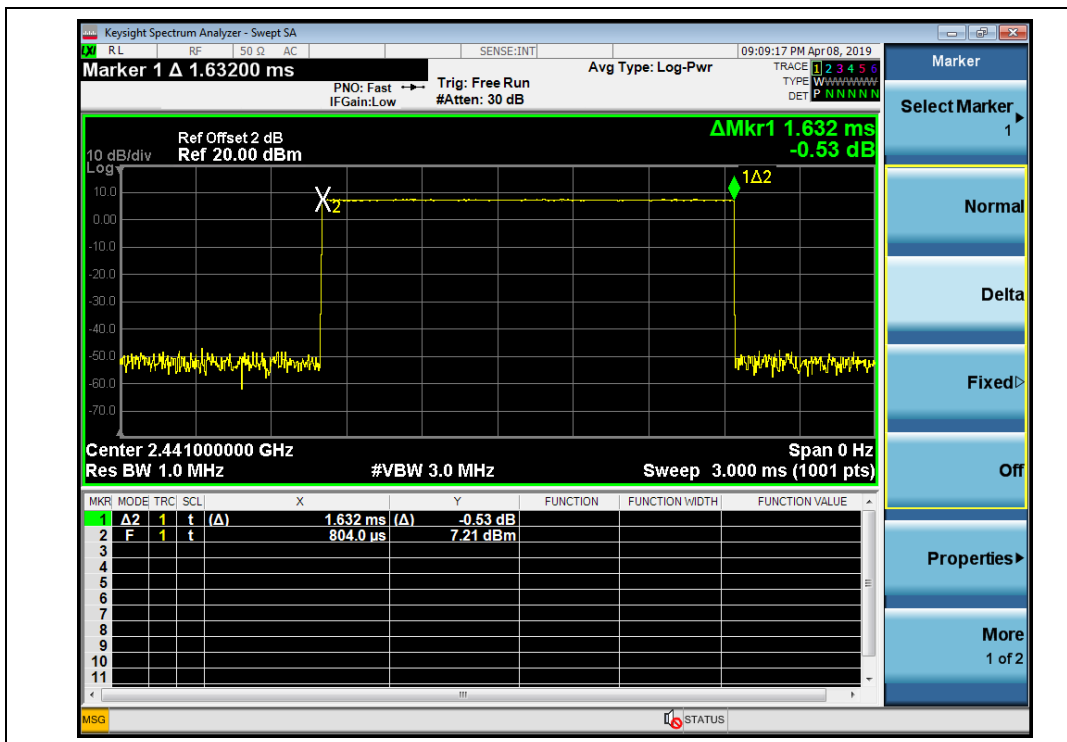 Keysight Spectrum Analyzer - Swept SA
LXI RL RF 50 Ω AC SENSE:INT 09:09:17 PM Apr 08, 2019
Marker 1 Δ 1.63200 ms
PNO: Fast
IFGain:Low
Trig: Free Run
#Atten: 30 dB
Avg Type: Log-Pwr
TRACE 1 2 3 4 5 6
TYPE WWWWWW
DET P N N N N N
ΔMkr1 1.632 ms
-0.53 dB
Ref Offset 2 dB
10 dB/div Ref 20.00 dBm
Log
10.0
0.00
-10.0
-20.0
-30.0
-40.0
-50.0
-60.0
-70.0
X2
1Δ2
Center 2.441000000 GHz Span 0 Hz
Res BW 1.0 MHz #VBW 3.0 MHz Sweep 3.000 ms (1001 pts)
MKR MODE TRC SCL X Y FUNCTION FUNCTION WIDTH FUNCTION VALUE
1 Δ2 1 t (Δ) 1.632 ms (Δ) -0.53 dB
2 F 1 t 804.0 µs 7.21 dBm
3
4
5
6
7
8
9
10
11
MSG STATUS
Marker
Select Marker
1
Normal
Delta
Fixed
Off
Properties
More
1 of 2